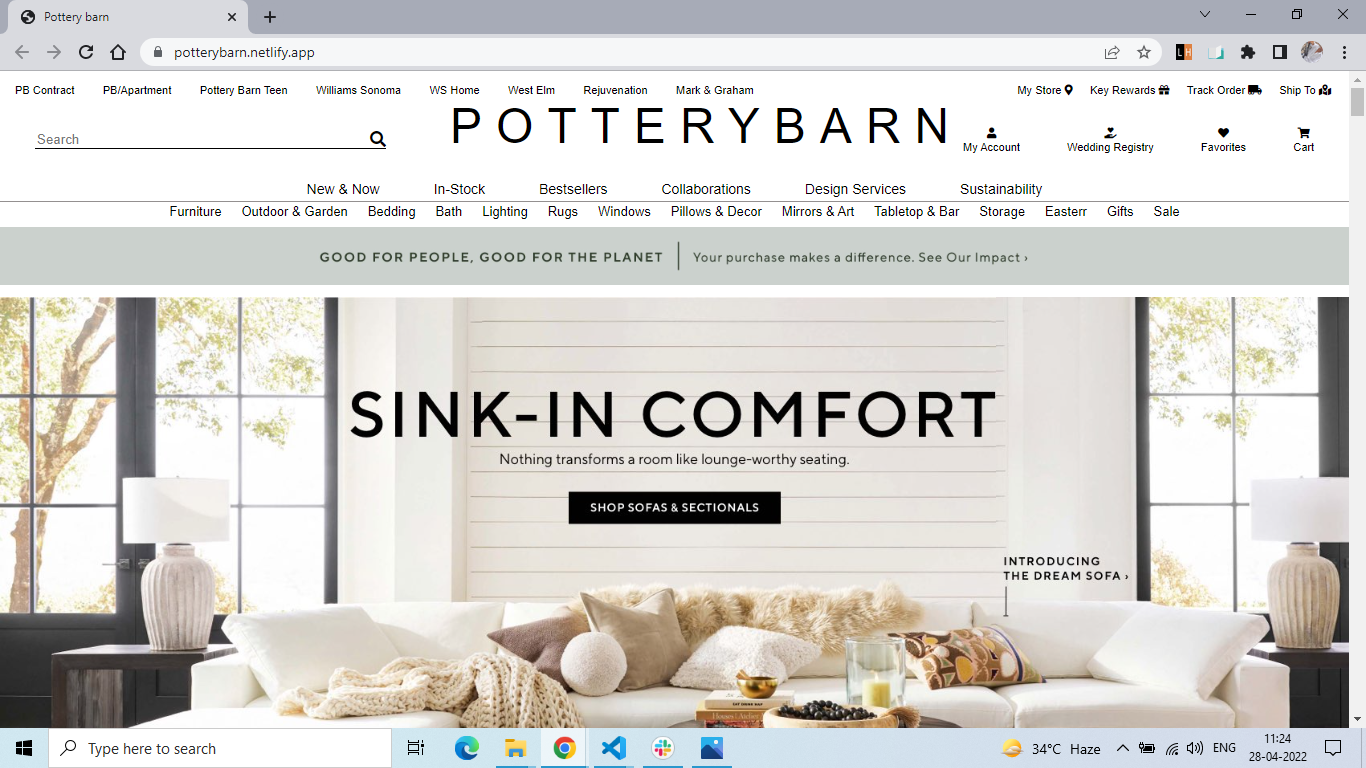 Pottery barn
potterybarn.netlify.app
L H
PB Contract PB/Apartment Pottery Barn Teen Williams Sonoma WS Home West Elm Rejuvenation Mark & Graham My Store Key Rewards Track Order Ship To
POTTERYBARN
Search
My Account Wedding Registry Favorites Cart
New & Now In-Stock Bestsellers Collaborations Design Services Sustainability
Furniture Outdoor & Garden Bedding Bath Lighting Rugs Windows Pillows & Decor Mirrors & Art Tabletop & Bar Storage Easterr Gifts Sale
GOOD FOR PEOPLE, GOOD FOR THE PLANET | Your purchase makes a difference. See Our Impact ›
SINK-IN COMFORT
Nothing transforms a room like lounge-worthy seating.
SHOP SOFAS & SECTIONALS
INTRODUCING
THE DREAM SOFA ›
EAT DRINK NAP
Type here to search
34°C Haze
ENG
11:24
28-04-2022